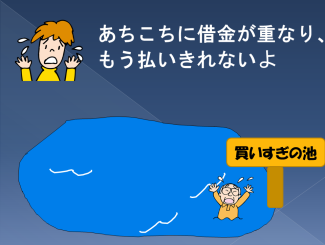 あちこちに借金が重なり、
もう払いきれないよ
買いすぎの池